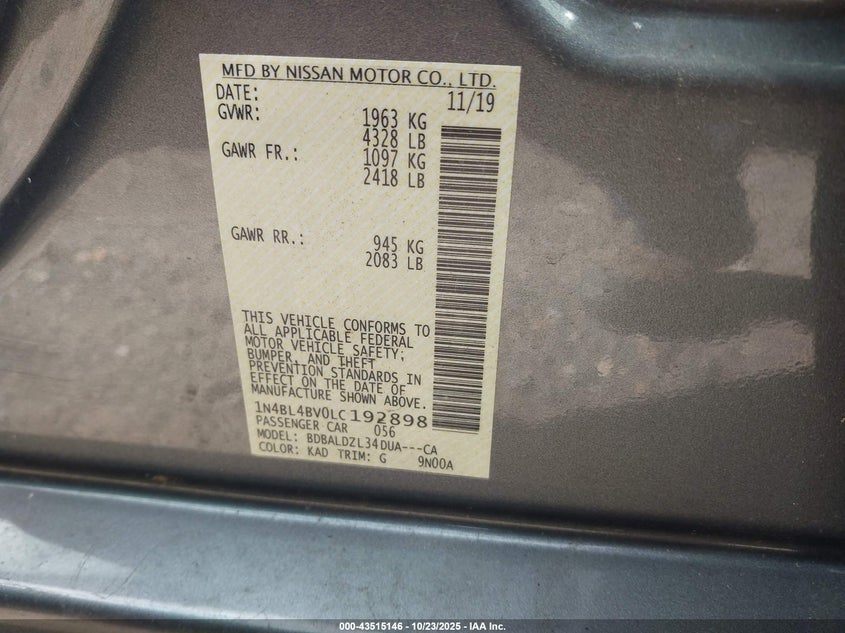 MFD BY NISSAN MOTOR CO., LTD.
DATE: 11/19
GVWR: 1963 KG
4328 LB
GAWR FR.: 1097 KG
2418 LB
GAWR RR.: 945 KG
2083 LB
THIS VEHICLE CONFORMS TO
ALL APPLICABLE FEDERAL
MOTOR VEHICLE SAFETY,
BUMPER, AND THEFT
PREVENTION STANDARDS IN
EFFECT ON THE DATE OF
MANUFACTURE SHOWN ABOVE.
1N4BL4BV0LC192898
PASSENGER CAR 056
MODEL: BDBALDZL34DUA---CA
COLOR: KAD TRIM: G 9N00A
000-43515146 - 10/23/2025 - IAA Inc.